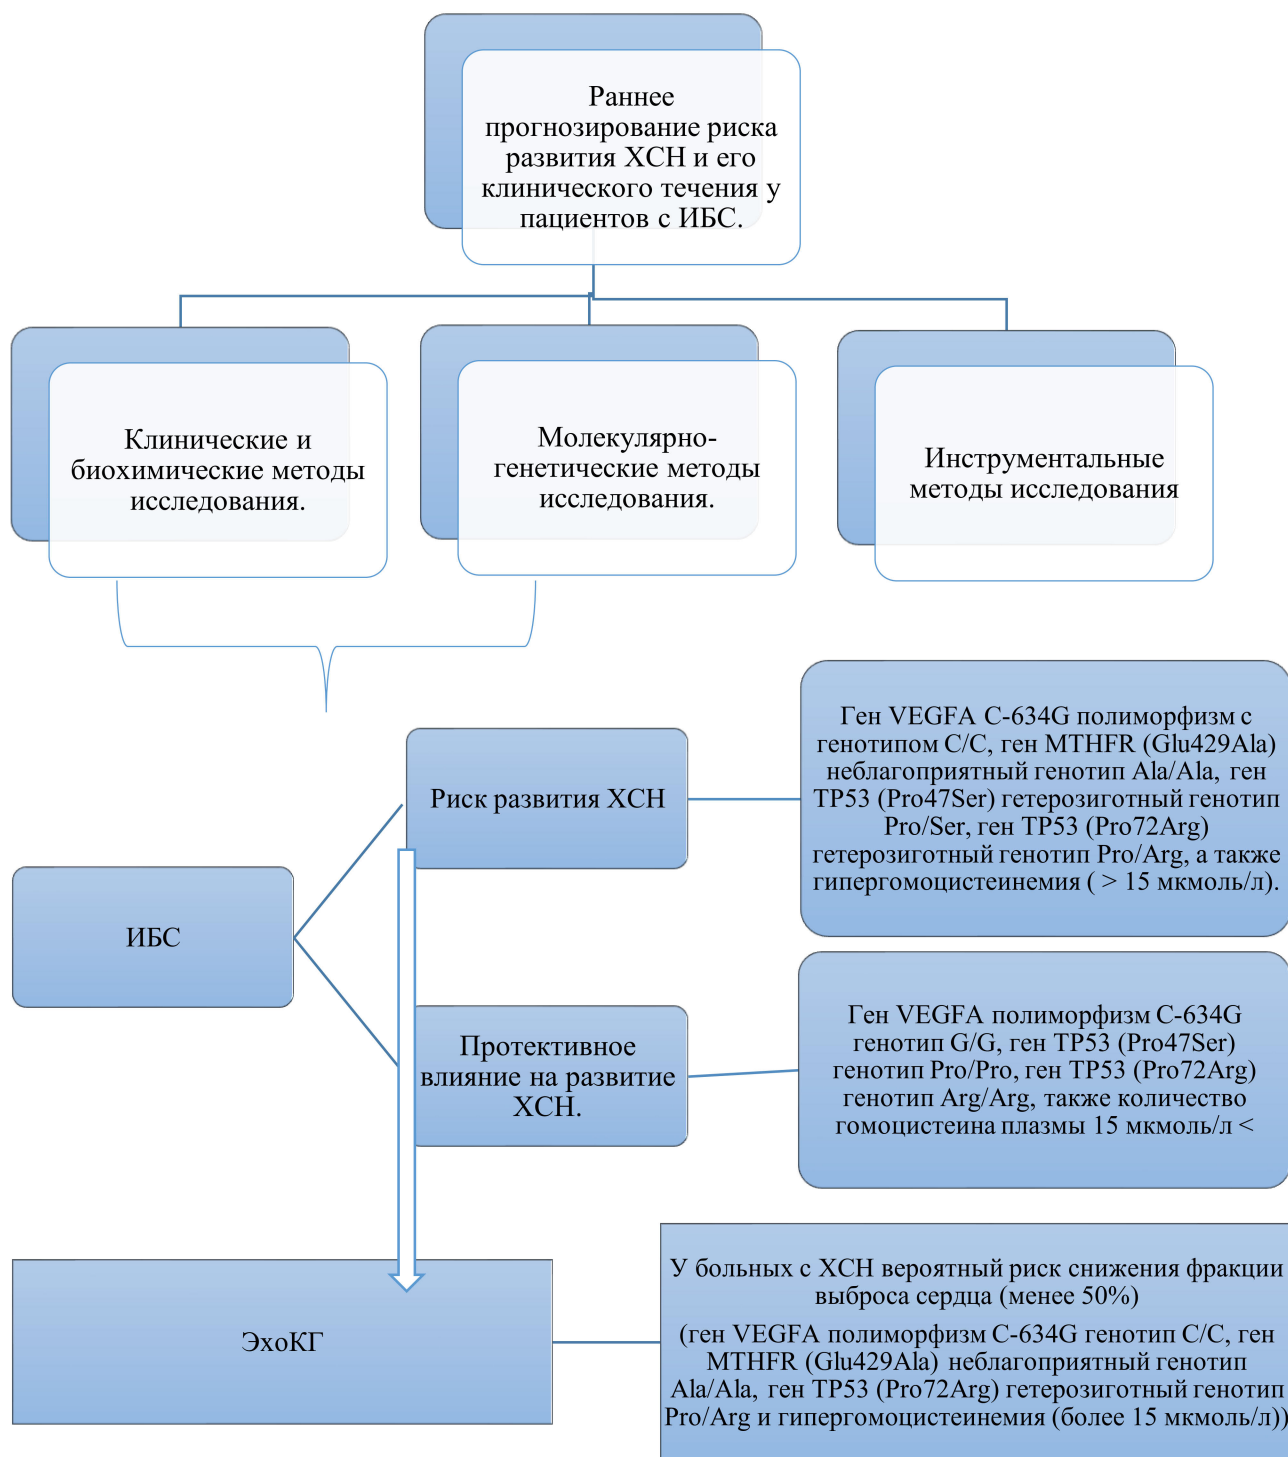 Раннее
прогнозирование риска
развития ХСН и его
клинического течения у
пациентов с ИБС.
Клинические и
биохимические методы
исследования.
Молекулярно-
генетические методы
исследования.
Инструментальные
методы исследования
Ген VEGFA C-634G полиморфизм с
генотипом С/С, ген MTHFR (Glu429Ala)
неблагоприятный генотип Ala/Ala, ген
TP53 (Pro47Ser) гетерозиготный генотип
Pro/Ser, ген TP53 (Pro72Arg)
гетерозиготный генотип Pro/Arg, а также
гипергомоцистеинемия ( > 15 мкмоль/л).
Риск развития ХСН
ИБС
Протективное
влияние на развитие
ХСН.
Ген VEGFA полиморфизм C-634G
генотип G/G, ген TP53 (Pro47Ser)
генотип Pro/Pro, ген TP53 (Pro72Arg)
генотип Arg/Arg, также количество
гомоцистеина плазмы 15 мкмоль/л <
ЭхоКГ
У больных с ХСН вероятный риск снижения фракции
выброса сердца (менее 50%)
(ген VEGFA полиморфизм C-634G генотип С/С, ген
MTHFR (Glu429Ala) неблагоприятный генотип
Ala/Ala, ген TP53 (Pro72Arg) гетерозиготный генотип
Pro/Arg и гипергомоцистеинемия (более 15 мкмоль/л))